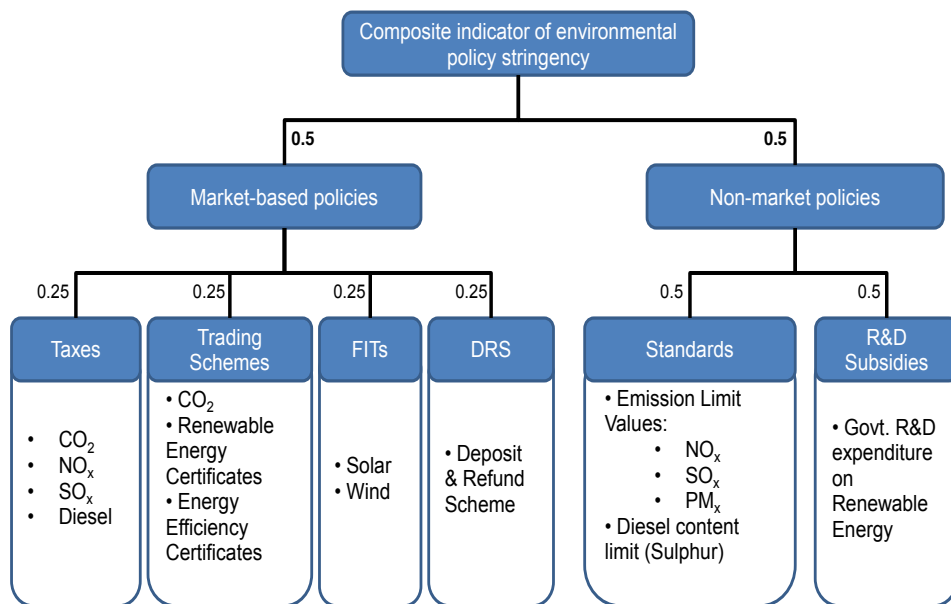 Composite indicator of environmental
policy stringency
0.5
0.5
Market-based policies
Non-market policies
0.25
0.25
0.25
0.25
0.5
0.5
Taxes
Trading
Schemes
FITs
DRS
Standards
R&D
Subsidies
• CO₂
• NOₓ
• SOₓ
• Diesel
• CO₂
• Renewable
Energy
Certificates
• Energy
Efficiency
Certificates
• Solar
• Wind
• Deposit
& Refund
Scheme
• Emission Limit
Values:
• NOₓ
• SOₓ
• PMₓ
• Diesel content
limit (Sulphur)
• Govt. R&D
expenditure
on
Renewable
Energy